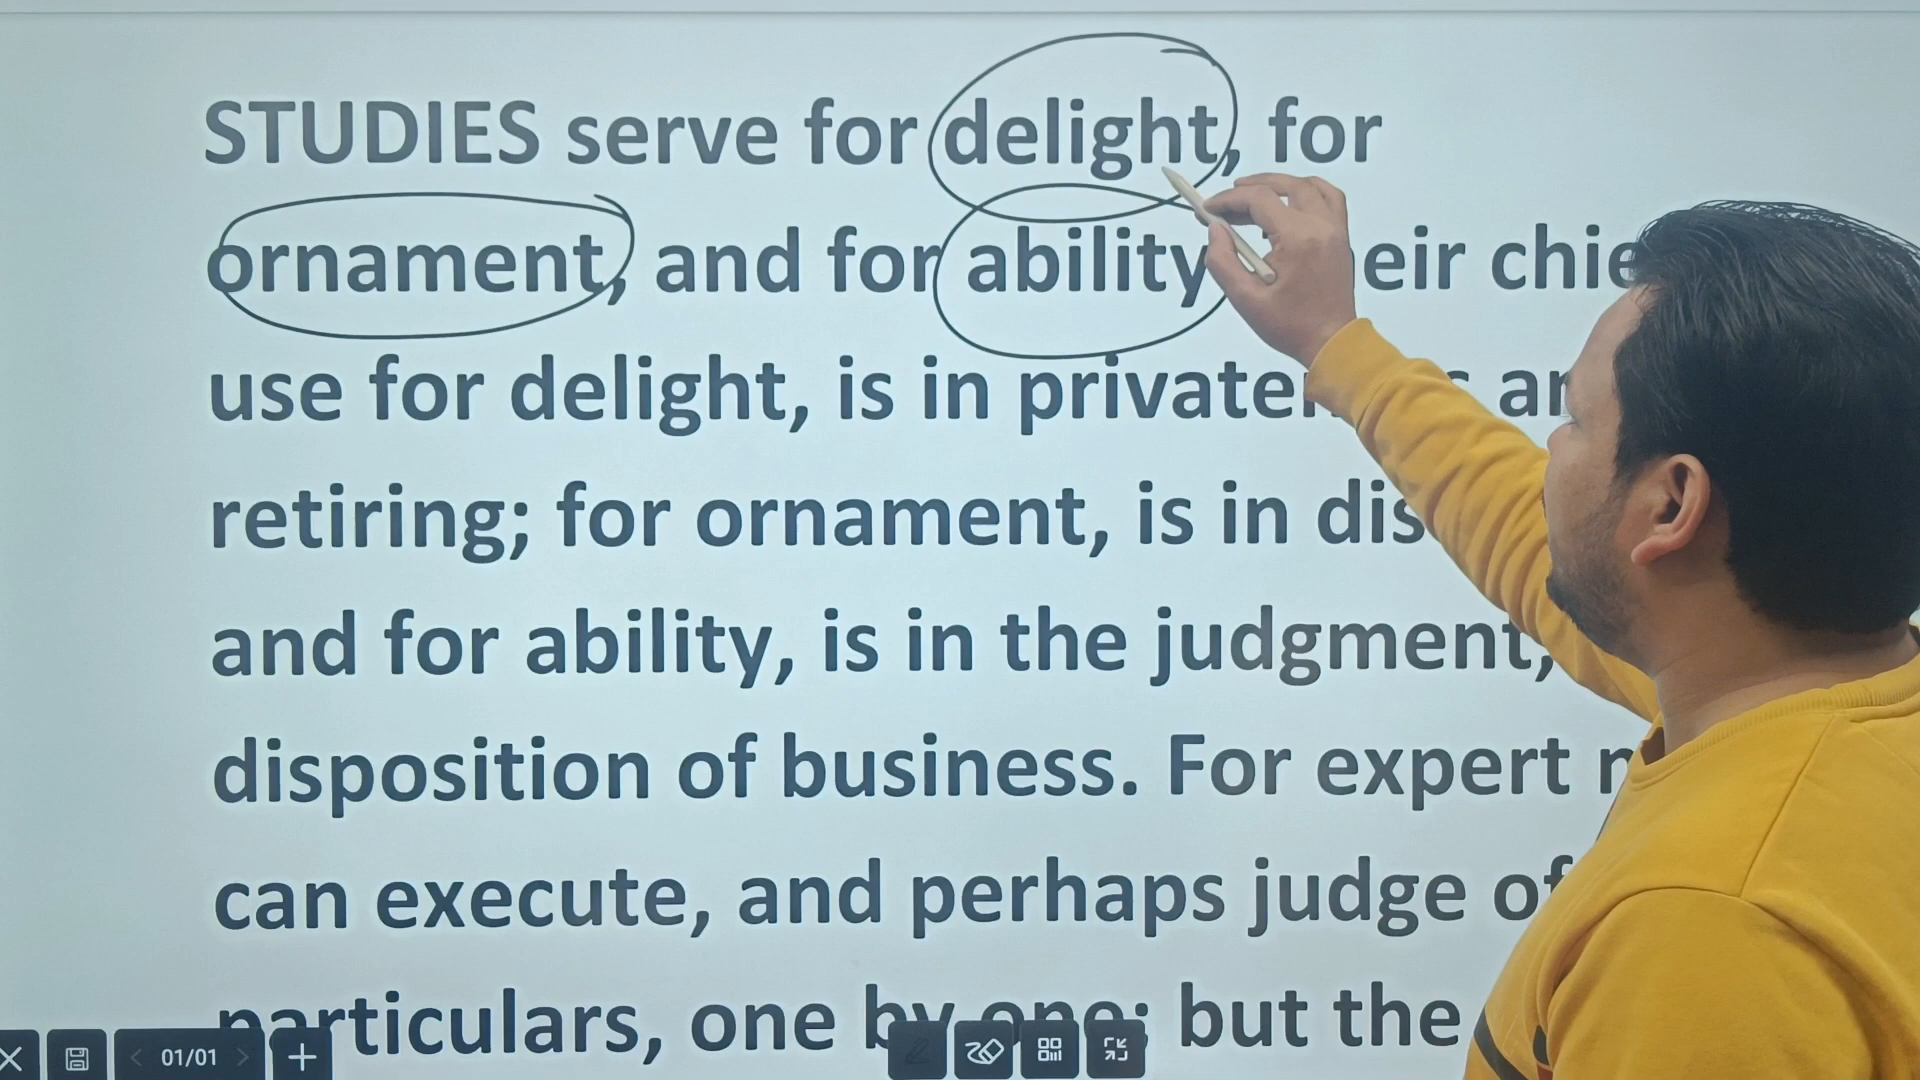 STUDIES serve for delight, for
ornament, and for ability eir chie
use for delight, is in private
retiring; for ornament, is in dis
and for ability, is in the judgment,
disposition of business. For expert
can execute, and perhaps judge of
particulars, one by one; but the
01/01